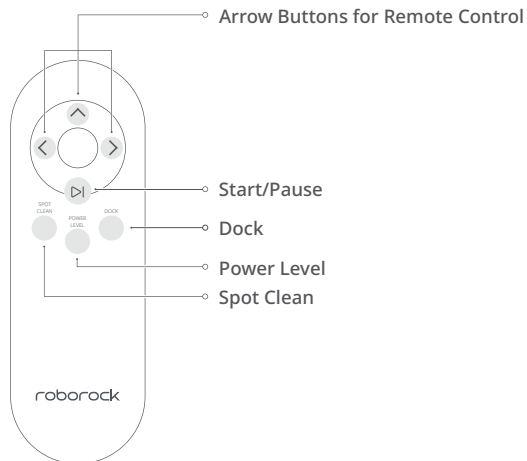 Arrow Buttons for Remote Control
Start/Pause
SPOT
CLEAN
POWER
LEVEL
DOCK
Dock
Power Level
Spot Clean
roborock